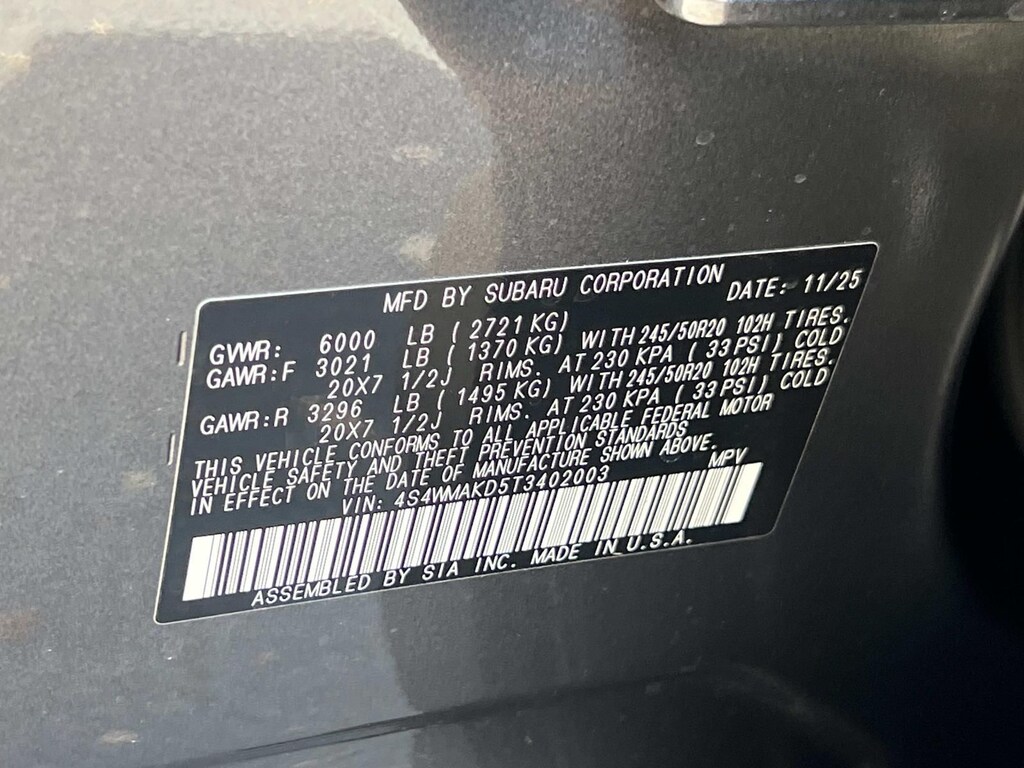 MFD BY SUBARU CORPORATION DATE: 11/25
GVWR: 6000 LB ( 2721 KG)
GAWR:F 3021 LB ( 1370 KG) WITH 245/50R20 102H TIRES.
20X7 1/2J RIMS. AT 230 KPA ( 33 PSI) COLD
GAWR:R 3296 LB ( 1495 KG) WITH 245/50R20 102H TIRES.
20X7 1/2J RIMS. AT 230 KPA ( 33 PSI) COLD
THIS VEHICLE CONFORMS TO ALL APPLICABLE FEDERAL MOTOR
VEHICLE SAFETY AND THEFT PREVENTION STANDARDS
IN EFFECT ON THE DATE OF MANUFACTURE SHOWN ABOVE.
VIN: 4S4WMAKD5T3402003 MPV
ASSEMBLED BY SIA INC. MADE IN U.S.A.